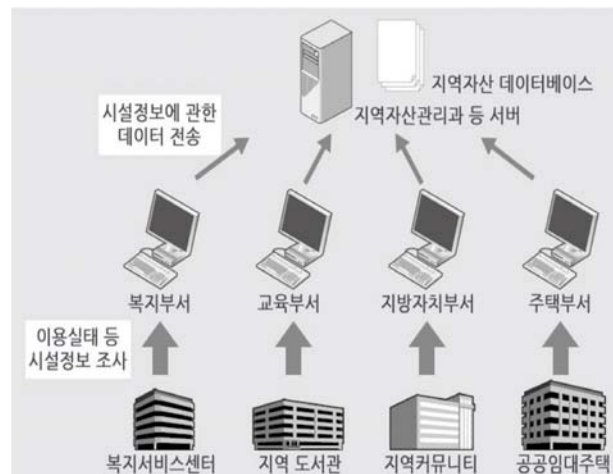 지역자산 데이터베이스
시설정보에 관한
데이터 전송
지역자산관리과 등 서버
복지부서
교육부서
지방자치부서
주택부서
이용실태 등
시설정보 조사
복지서비스센터
지역 도서관
지역커뮤니티
공공임대주택